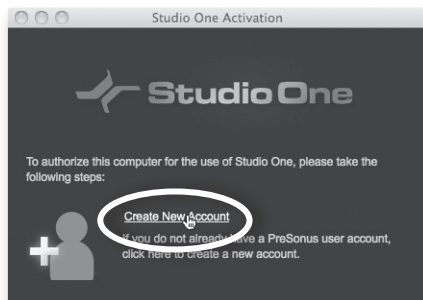 Studio One Activation
Studio One
To authorize this computer for the use of Studio One, please take the
following steps:
Create New Account
If you do not already have a PreSonus user account,
click here to create a new account.